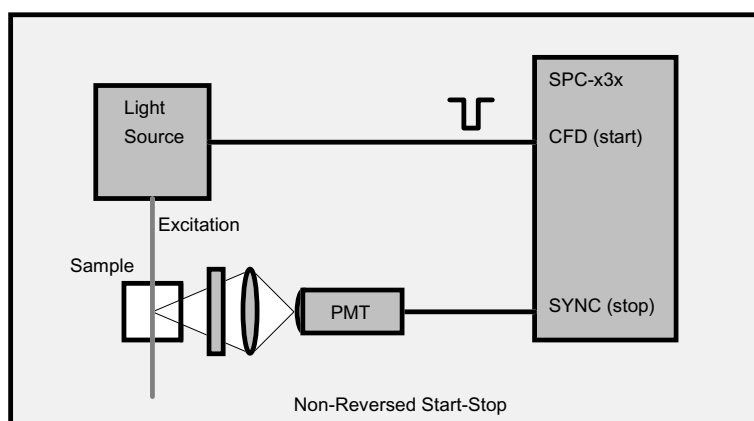 SPC-x3x
Light
Source
CFD (start)
Excitation
Sample
PMT
SYNC (stop)
Non-Reversed Start-Stop